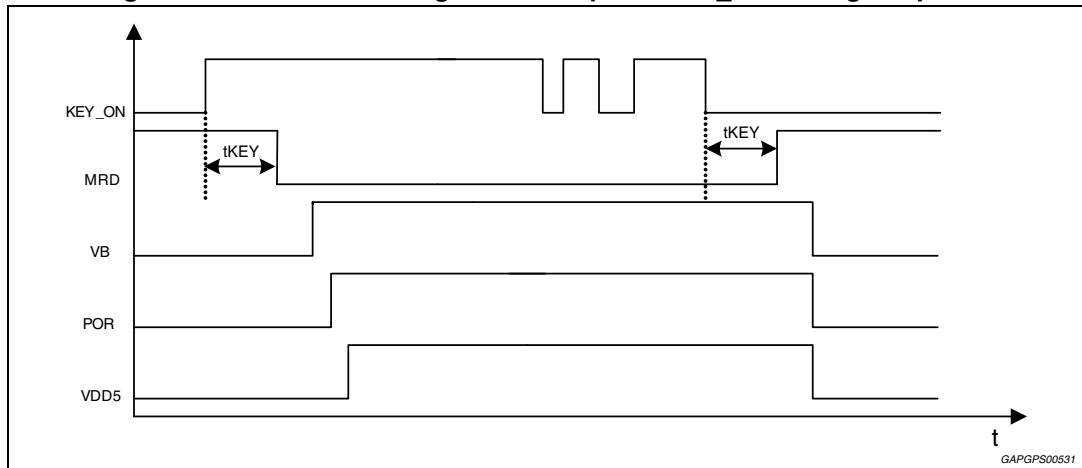 KEY_ON
tKEY
tKEY
MRD
VB
POR
VDD5
t
GAPGPS00531